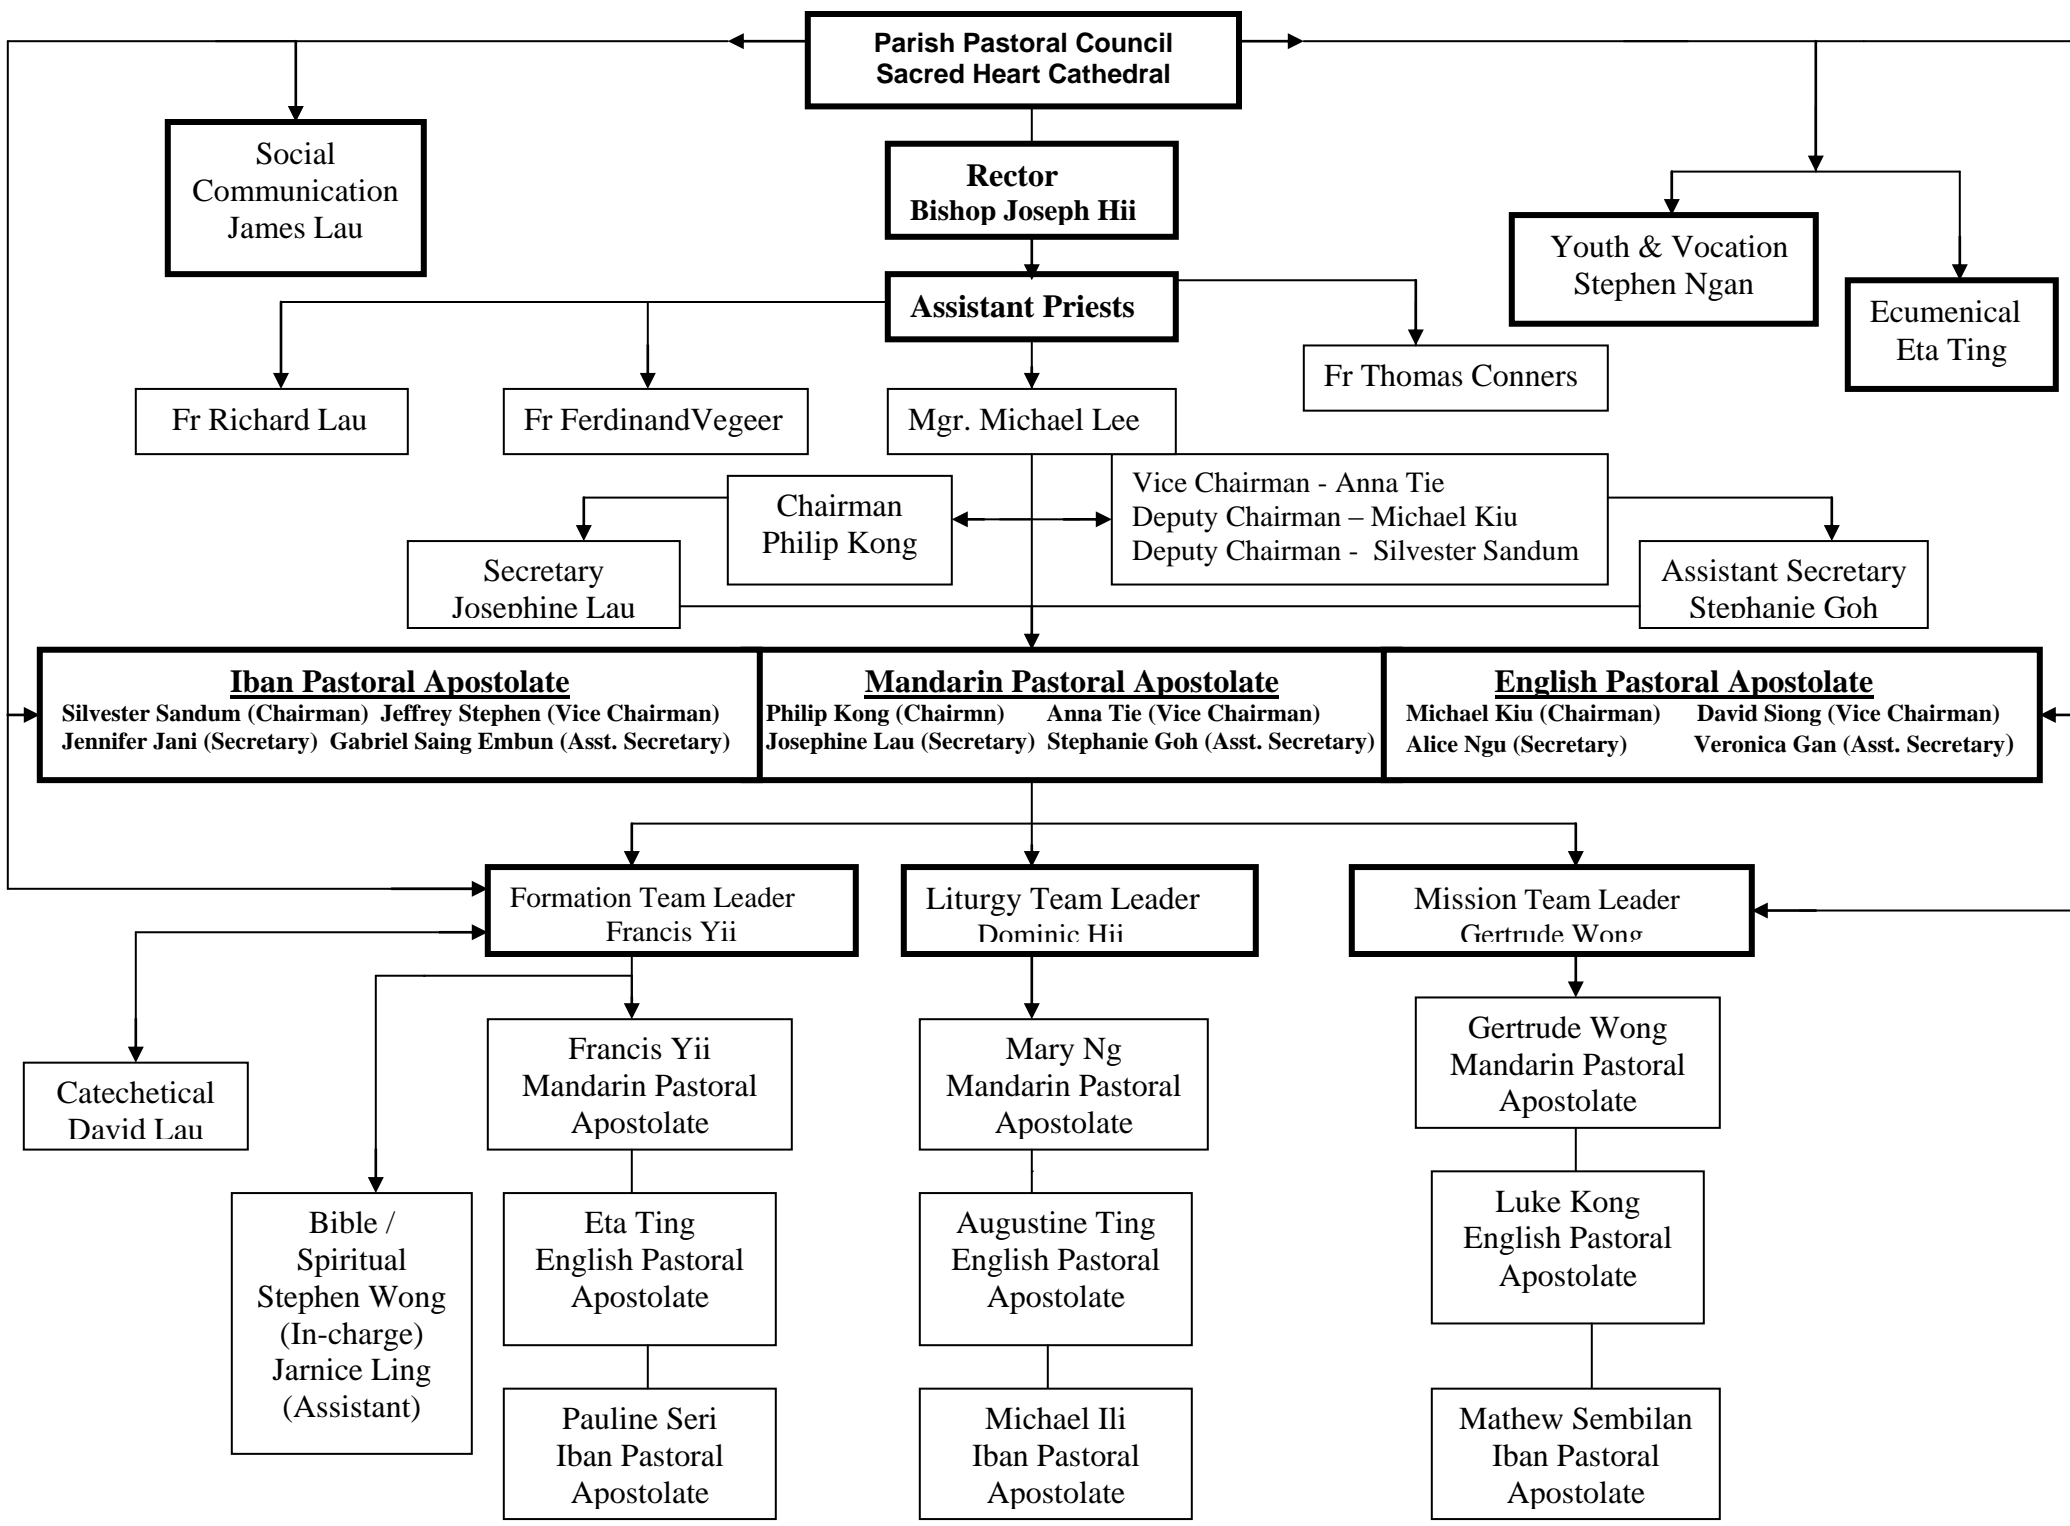 Parish Pastoral Council
Sacred Heart Cathedral
Social
Communication
James Lau
Rector
Bishop Joseph Hii
Youth & Vocation
Stephen Ngan
Ecumenical
Eta Ting
Assistant Priests
Fr Thomas Conners
Fr Richard Lau
Fr FerdinandVegeer
Mgr. Michael Lee
Chairman
Philip Kong
Vice Chairman - Anna Tie
Deputy Chairman – Michael Kiu
Deputy Chairman - Silvester Sandum
Secretary
Josephine Lau
Assistant Secretary
Stephanie Goh
Iban Pastoral Apostolate
Silvester Sandum (Chairman) Jeffrey Stephen (Vice Chairman)
Jennifer Jani (Secretary) Gabriel Saing Embun (Asst. Secretary)
Mandarin Pastoral Apostolate
Philip Kong (Chairmn) Anna Tie (Vice Chairman)
Josephine Lau (Secretary) Stephanie Goh (Asst. Secretary)
English Pastoral Apostolate
Michael Kiu (Chairman) David Siong (Vice Chairman)
Alice Ngu (Secretary) Veronica Gan (Asst. Secretary)
Formation Team Leader
Francis Yii
Liturgy Team Leader
Dominic Hii
Mission Team Leader
Gertrude Wong
Catechetical
David Lau
Bible /
Spiritual
Stephen Wong
(In-charge)
Jarnice Ling
(Assistant)
Francis Yii
Mandarin Pastoral
Apostolate
Eta Ting
English Pastoral
Apostolate
Pauline Seri
Iban Pastoral
Apostolate
Mary Ng
Mandarin Pastoral
Apostolate
Augustine Ting
English Pastoral
Apostolate
Michael Ili
Iban Pastoral
Apostolate
Gertrude Wong
Mandarin Pastoral
Apostolate
Luke Kong
English Pastoral
Apostolate
Mathew Sembilan
Iban Pastoral
Apostolate